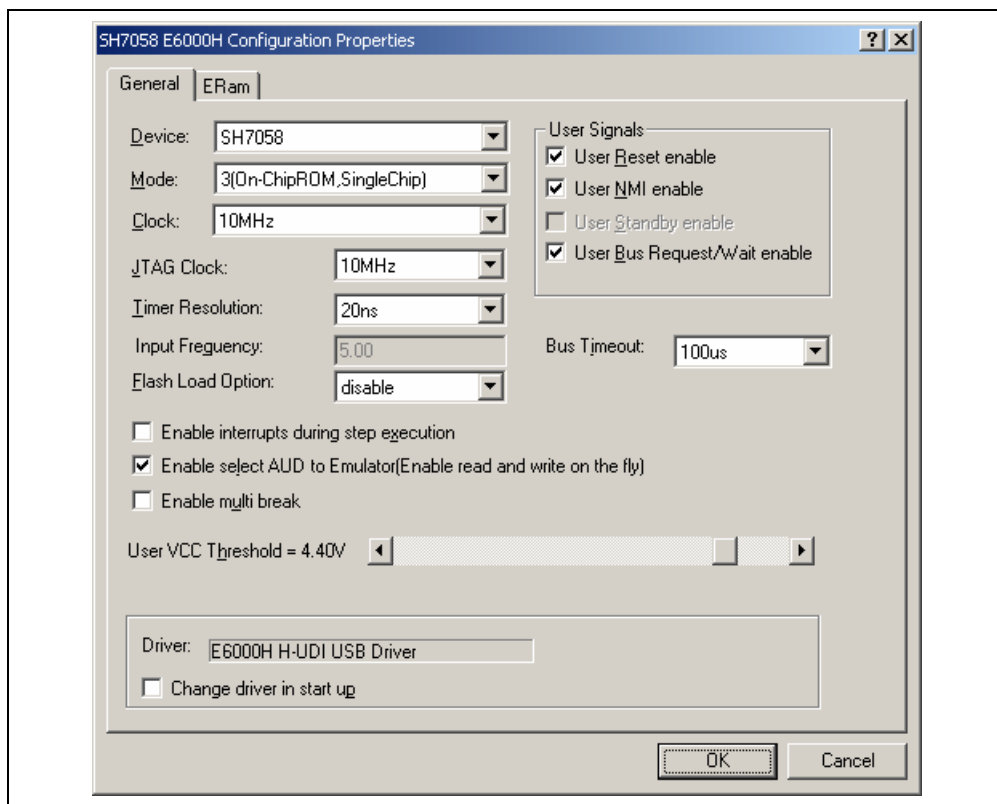 SH7058 E6000H Configuration Properties
General
ERam
Device:
SH7058
Mode:
3(On-ChipROM,SingleChip)
Clock:
10MHz
JTAG Clock:
10MHz
Timer Resolution:
20ns
Input Freguency:
5.00
Flash Load Option:
disable
User Signals
User Reset enable
User NMI enable
User Standby enable
User Bus Request/Wait enable
Bus Timeout:
100us
Enable interrupts during step execution
Enable select AUD to Emulator(Enable read and write on the fly)
Enable multi break
User VCC Threshold = 4.40V
Driver:
E6000H H-UDI USB Driver
Change driver in start up
OK
Cancel